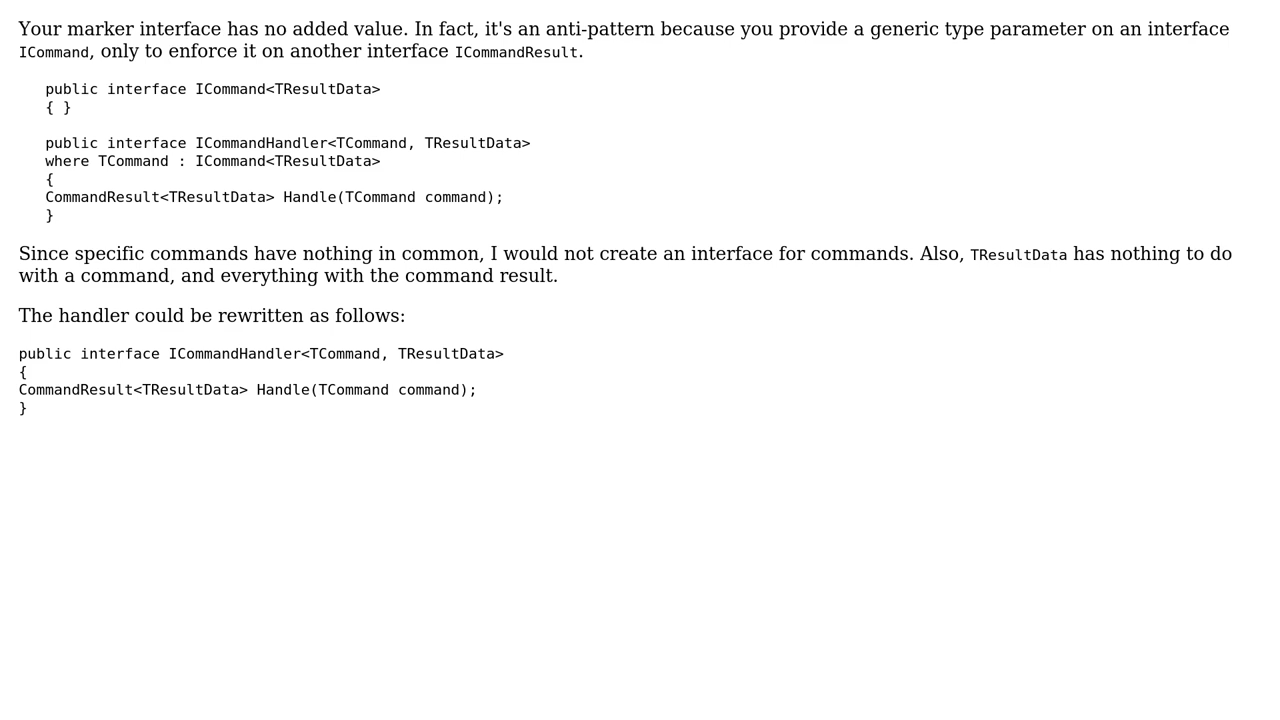 Your marker interface has no added value. In fact, it's an anti-pattern because you provide a generic type parameter on an interface
ICommand, only to enforce it on another interface ICommandResult.
public interface ICommand<TResultData>
{ }
public interface ICommandHandler<TCommand, TResultData>
where TCommand : ICommand<TResultData>
{
CommandResult<TResultData> Handle(TCommand command);
}
Since specific commands have nothing in common, I would not create an interface for commands. Also, TResultData has nothing to do
with a command, and everything with the command result.
The handler could be rewritten as follows:
public interface ICommandHandler<TCommand, TResultData>
{
CommandResult<TResultData> Handle(TCommand command);
}